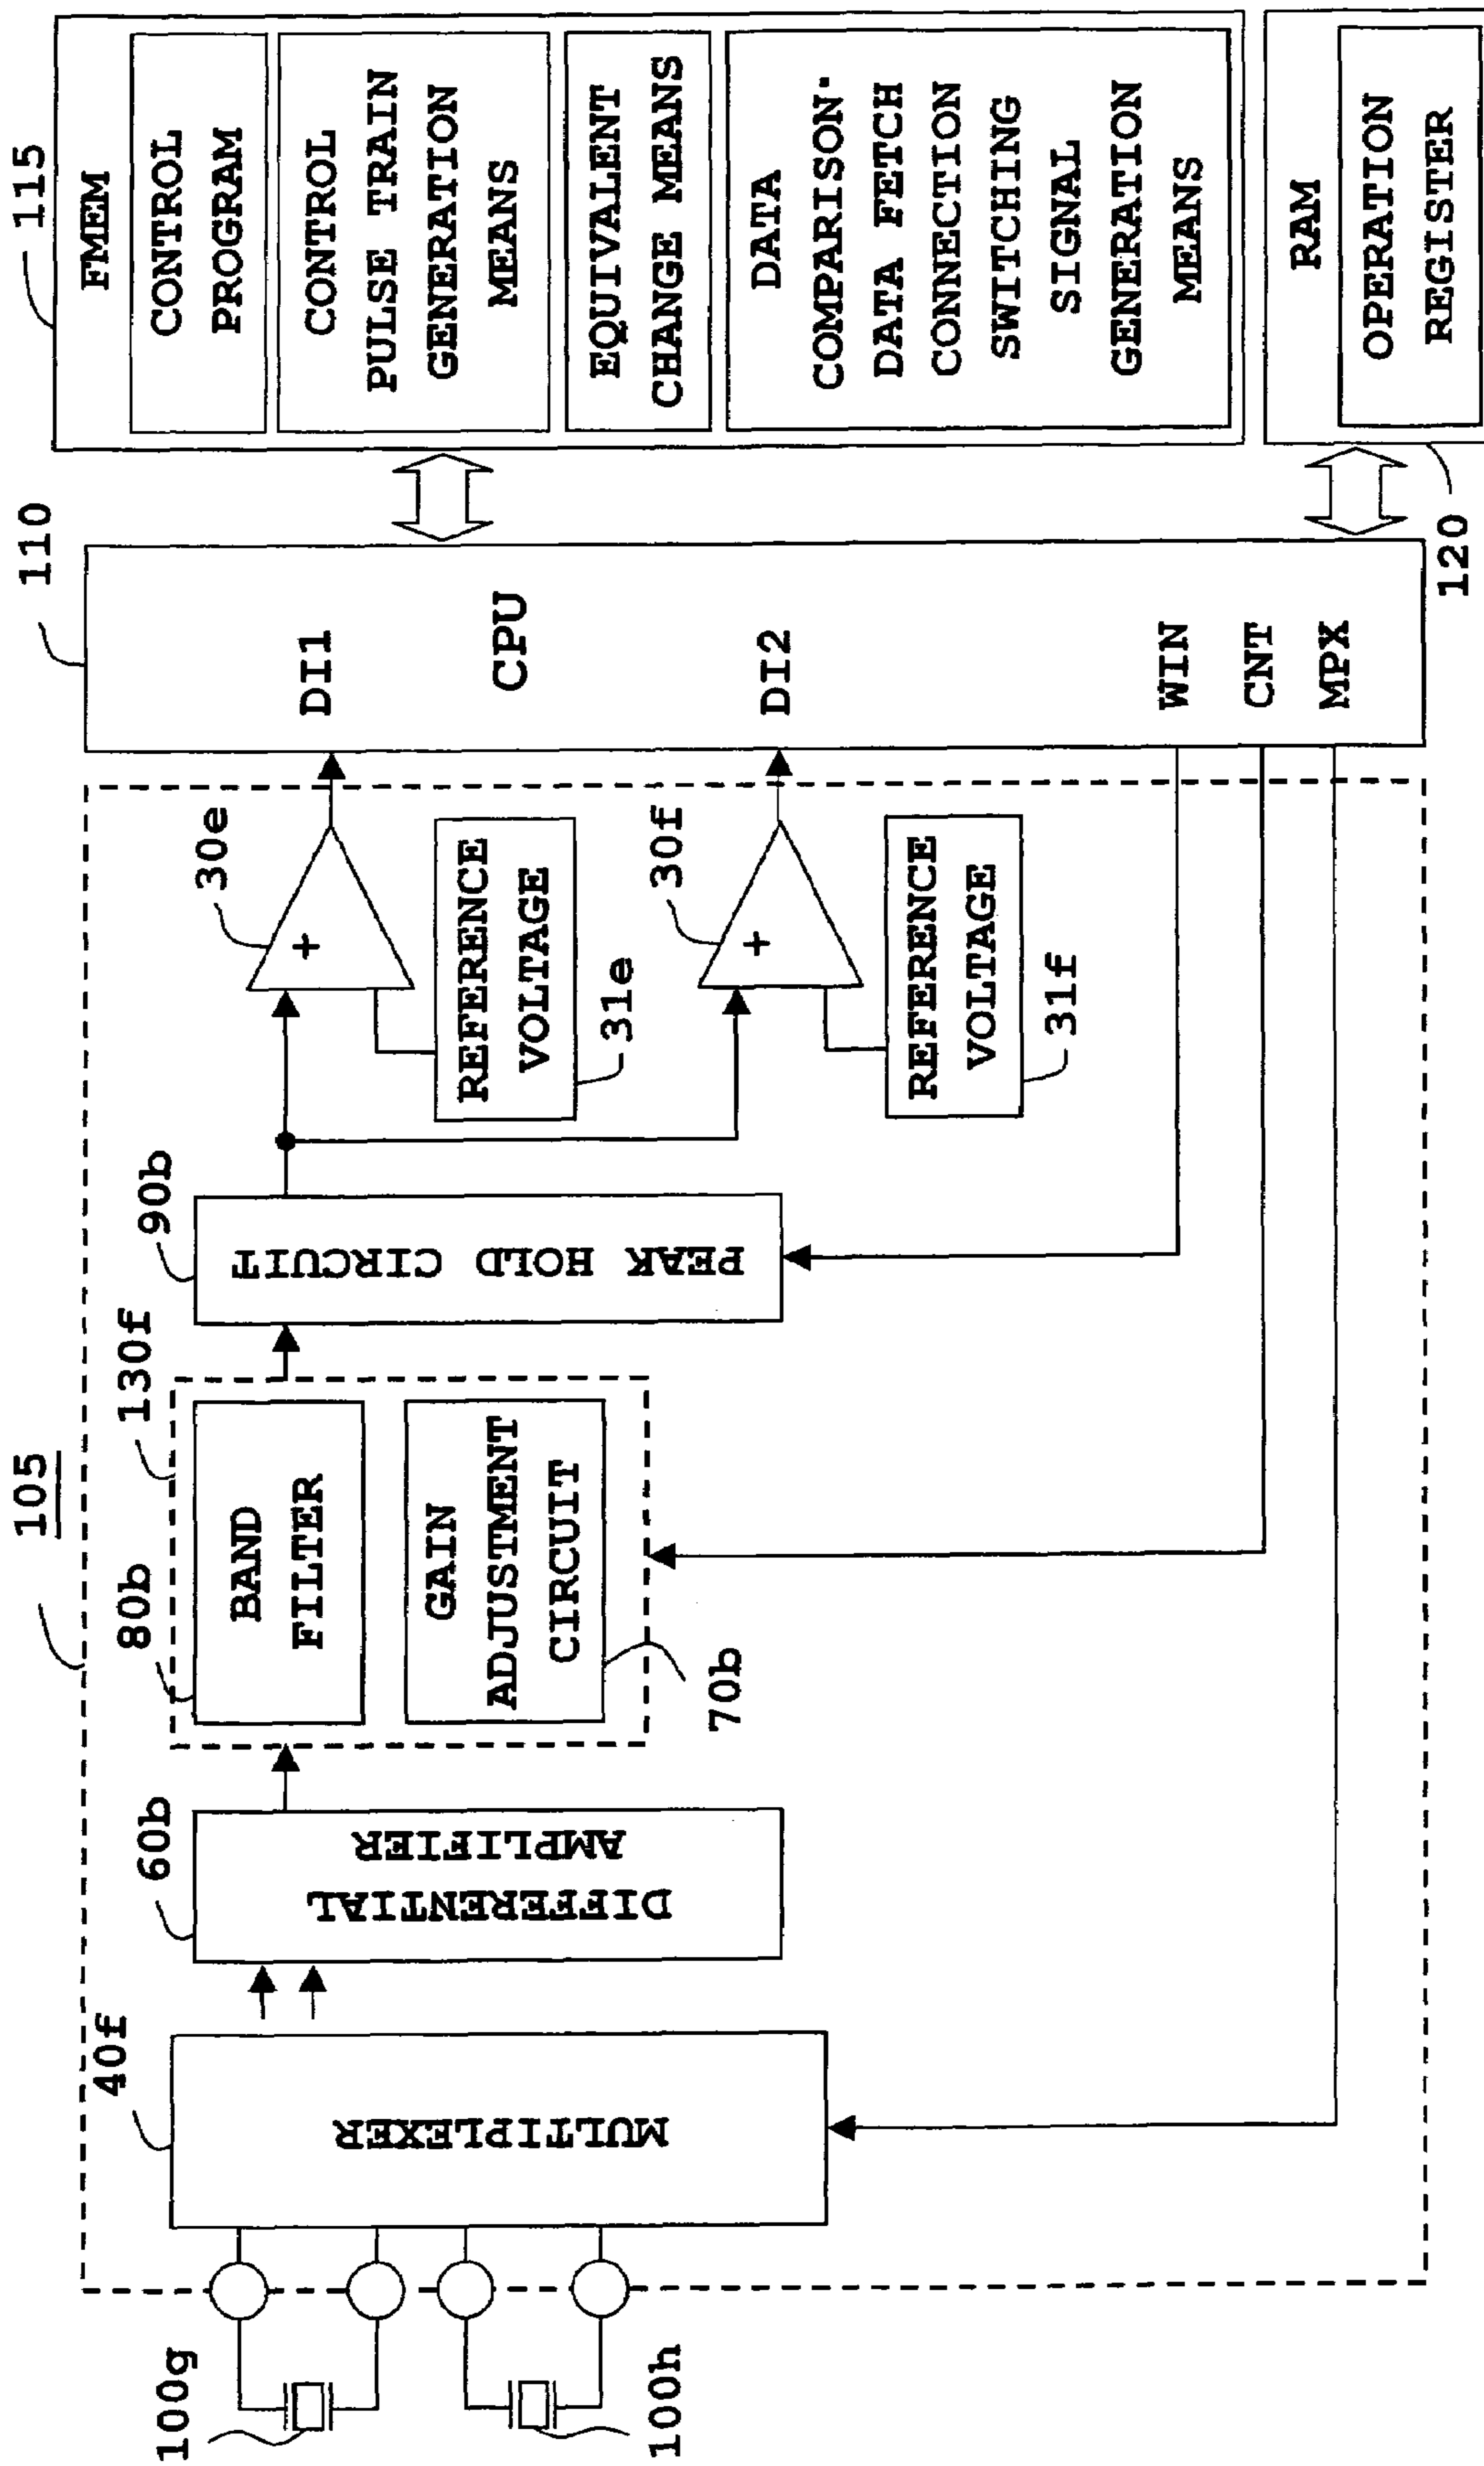 105
100g
100h
40f
MULTIPLEXER
60b
DIFFERENTIAL
AMPLIFIER
130f
80b
BAND
FILTER
GAIN
ADJUSTMENT
CIRCUIT
70b
90b
PEAK HOLD CIRCUIT
30e
+
REFERENCE
VOLTAGE
31e
30f
+
REFERENCE
VOLTAGE
31f
110
DI1
CPU
DI2
WIN
CNT
MPX
115
FMEM
CONTROL
PROGRAM
CONTROL
PULSE TRAIN
GENERATION
MEANS
EQUIVALENT
CHANGE MEANS
DATA
COMPARISON·
DATA FETCH
CONNECTION
SWITCHING
SIGNAL
GENERATION
MEANS
120
RAM
OPERATION
REGISTER